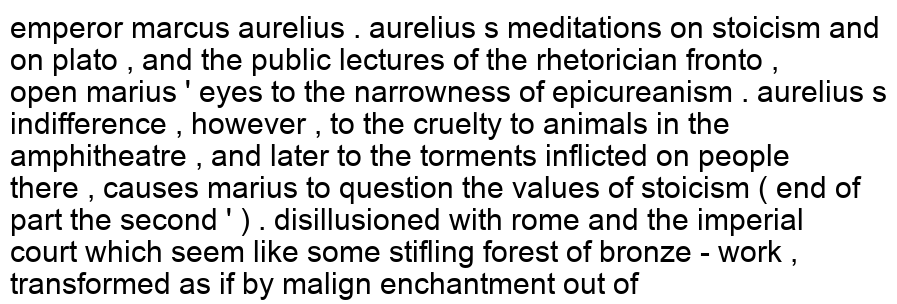 emperor marcus aurelius . aurelius s meditations on stoicism and
on plato , and the public lectures of the rhetorician fronto ,
open marius ' eyes to the narrowness of epicureanism . aurelius s
indifference , however , to the cruelty to animals in the
amphitheatre , and later to the torments inflicted on people
there , causes marius to question the values of stoicism ( end of
part the second ' ) . disillusioned with rome and the imperial
court which seem like some stifling forest of bronze - work ,
transformed as if by malign enchantment out of